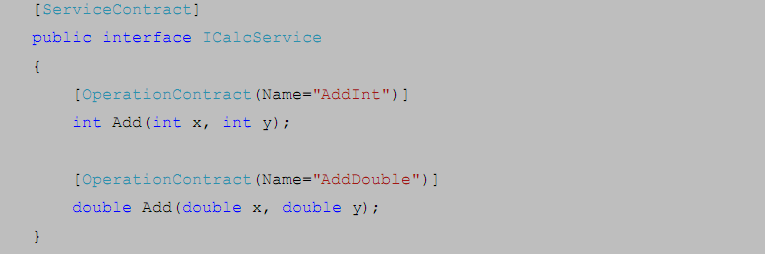 [ServiceContract]
public interface ICalcService
{
[OperationContract(Name="AddInt")]
int Add(int x, int y);
[OperationContract(Name="AddDouble")]
double Add(double x, double y);
}